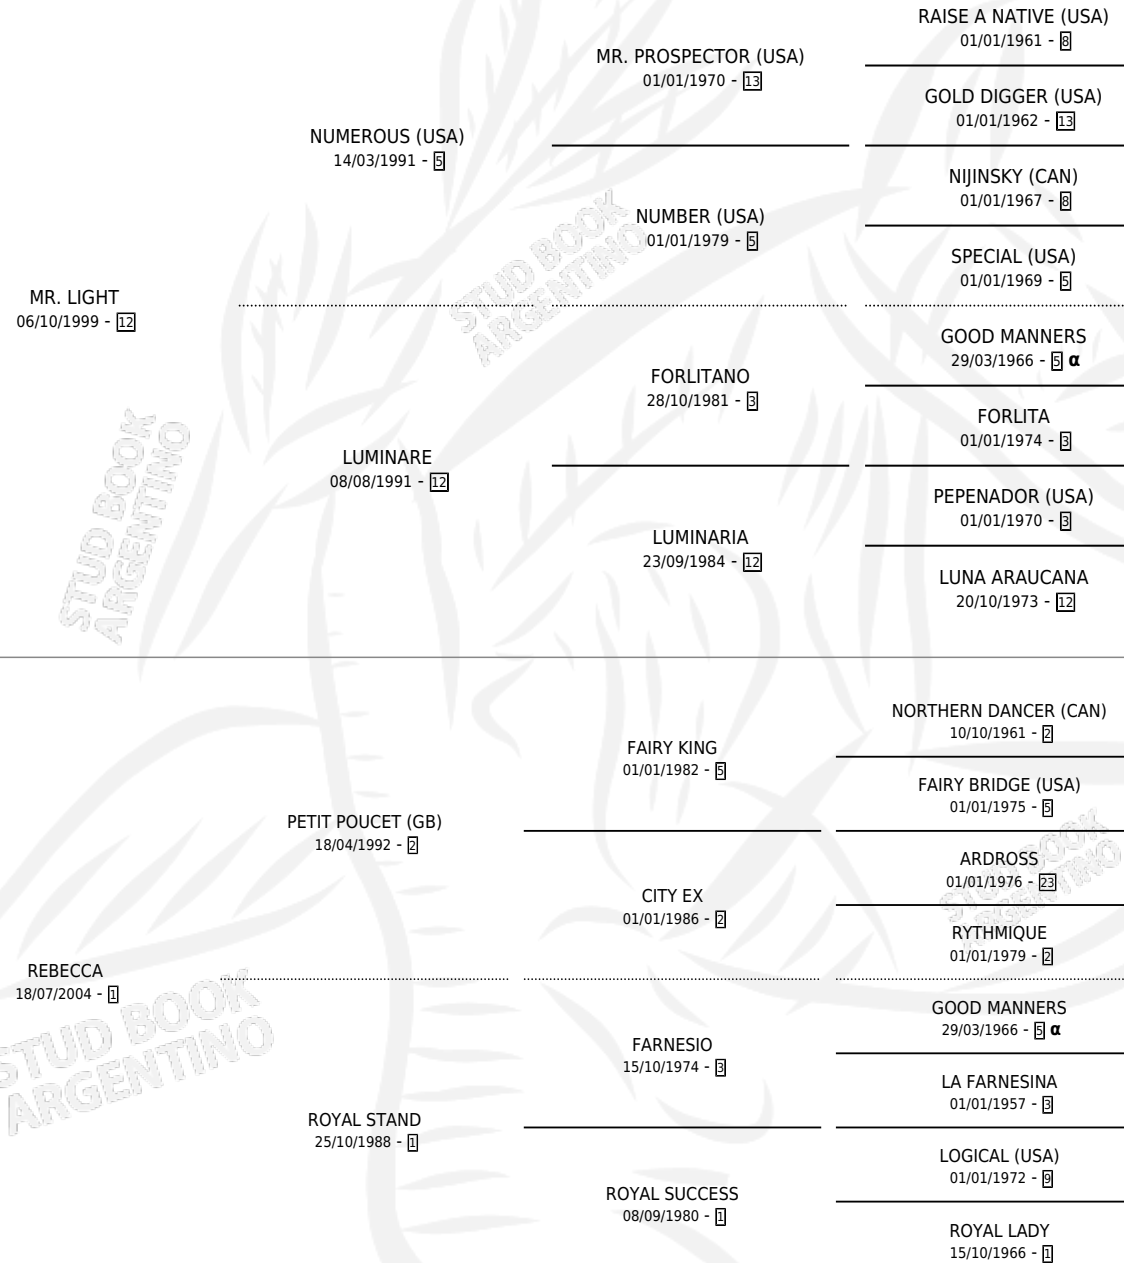 RAISE A NATIVE (USA)
01/01/1961 - 8
MR. PROSPECTOR (USA)
01/01/1970 - 13
GOLD DIGGER (USA)
01/01/1962 - 13
NUMEROUS (USA)
14/03/1991 - 5
NIJINSKY (CAN)
01/01/1967 - 8
NUMBER (USA)
01/01/1979 - 5
SPECIAL (USA)
01/01/1969 - 5
MR. LIGHT
06/10/1999 - 12
GOOD MANNERS
29/03/1966 - 5 α
FORLITANO
28/10/1981 - 3
FORLITA
01/01/1974 - 3
LUMINARE
08/08/1991 - 12
PEPENADOR (USA)
01/01/1970 - 3
LUMINARIA
23/09/1984 - 12
LUNA ARAUCANA
20/10/1973 - 12
NORTHERN DANCER (CAN)
10/10/1961 - 2
FAIRY KING
01/01/1982 - 5
FAIRY BRIDGE (USA)
01/01/1975 - 5
PETIT POUCET (GB)
18/04/1992 - 2
ARDROSS
01/01/1976 - 23
CITY EX
01/01/1986 - 2
RYTHMIQUE
01/01/1979 - 2
REBECCA
18/07/2004 - 1
GOOD MANNERS
29/03/1966 - 5 α
FARNESIO
15/10/1974 - 3
LA FARNESINA
01/01/1957 - 3
ROYAL STAND
25/10/1988 - 1
LOGICAL (USA)
01/01/1972 - 9
ROYAL SUCCESS
08/09/1980 - 1
ROYAL LADY
15/10/1966 - 1
STUD BOOK
ARGENTINO
STUD BOOK
ARGENTINO
STUD BOOK
ARGENTINO
STUD BOOK
ARGENTINO